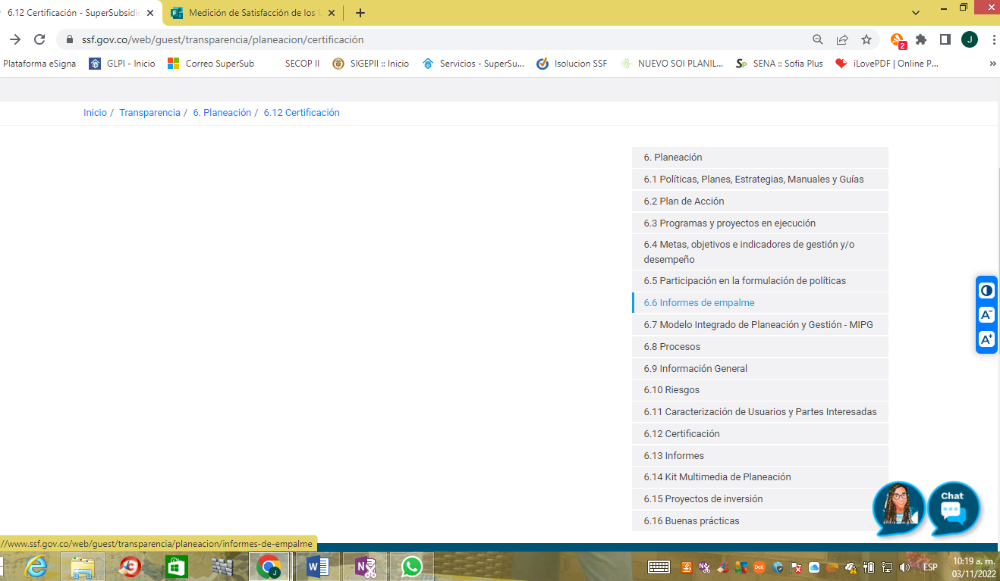 6.12 Certificación - SuperSubsidi
Medición de Satisfacción de los
ssf.gov.co/web/guest/transparencia/planeacion/certificación
2
J
Plataforma eSigna
GLPI - Inicio
Correo SuperSub
SECOP II
SIGEPII :: Inicio
Servicios - SuperSu...
Isolucion SSF
NUEVO SOI PLANIL...
Sp
SENA :: Sofia Plus
iLovePDF | Online P...
»
Inicio / Transparencia / 6. Planeación / 6.12 Certificación
6. Planeación
6.1 Políticas, Planes, Estrategias, Manuales y Guías
6.2 Plan de Acción
6.3 Programas y proyectos en ejecución
6.4 Metas, objetivos e indicadores de gestión y/o
desempeño
6.5 Participación en la formulación de políticas
6.6 Informes de empalme
6.7 Modelo Integrado de Planeación y Gestión - MIPG
6.8 Procesos
6.9 Información General
6.10 Riesgos
6.11 Caracterización de Usuarios y Partes Interesadas
6.12 Certificación
6.13 Informes
6.14 Kit Multimedia de Planeación
6.15 Proyectos de inversión
6.16 Buenas prácticas
A-
A+
Chat
//www.ssf.gov.co/web/guest/transparencia/planeacion/informes-de-empalme
ESP
10:19 a. m.
03/11/2022